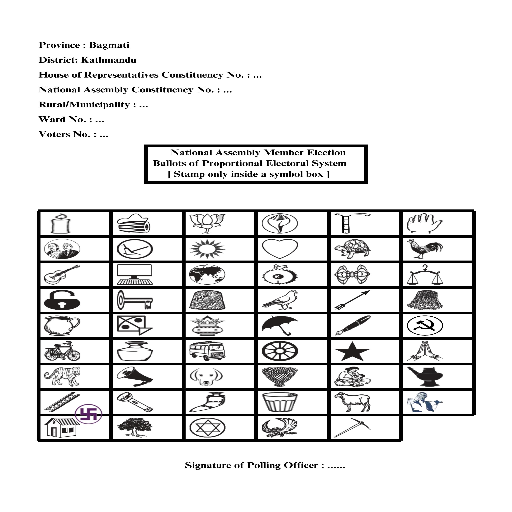 Province : Bagmati
District: Kathmandu
House of Representatives Constituency No. : ...
National Assembly Constituency No. : ...
Rural/Municipality : ...
Ward No. : ...
Voters No. : ...
National Assembly Member Election
Ballots of Proportional Electoral System
[ Stamp only inside a symbol box ]
Signature of Polling Officer : ......